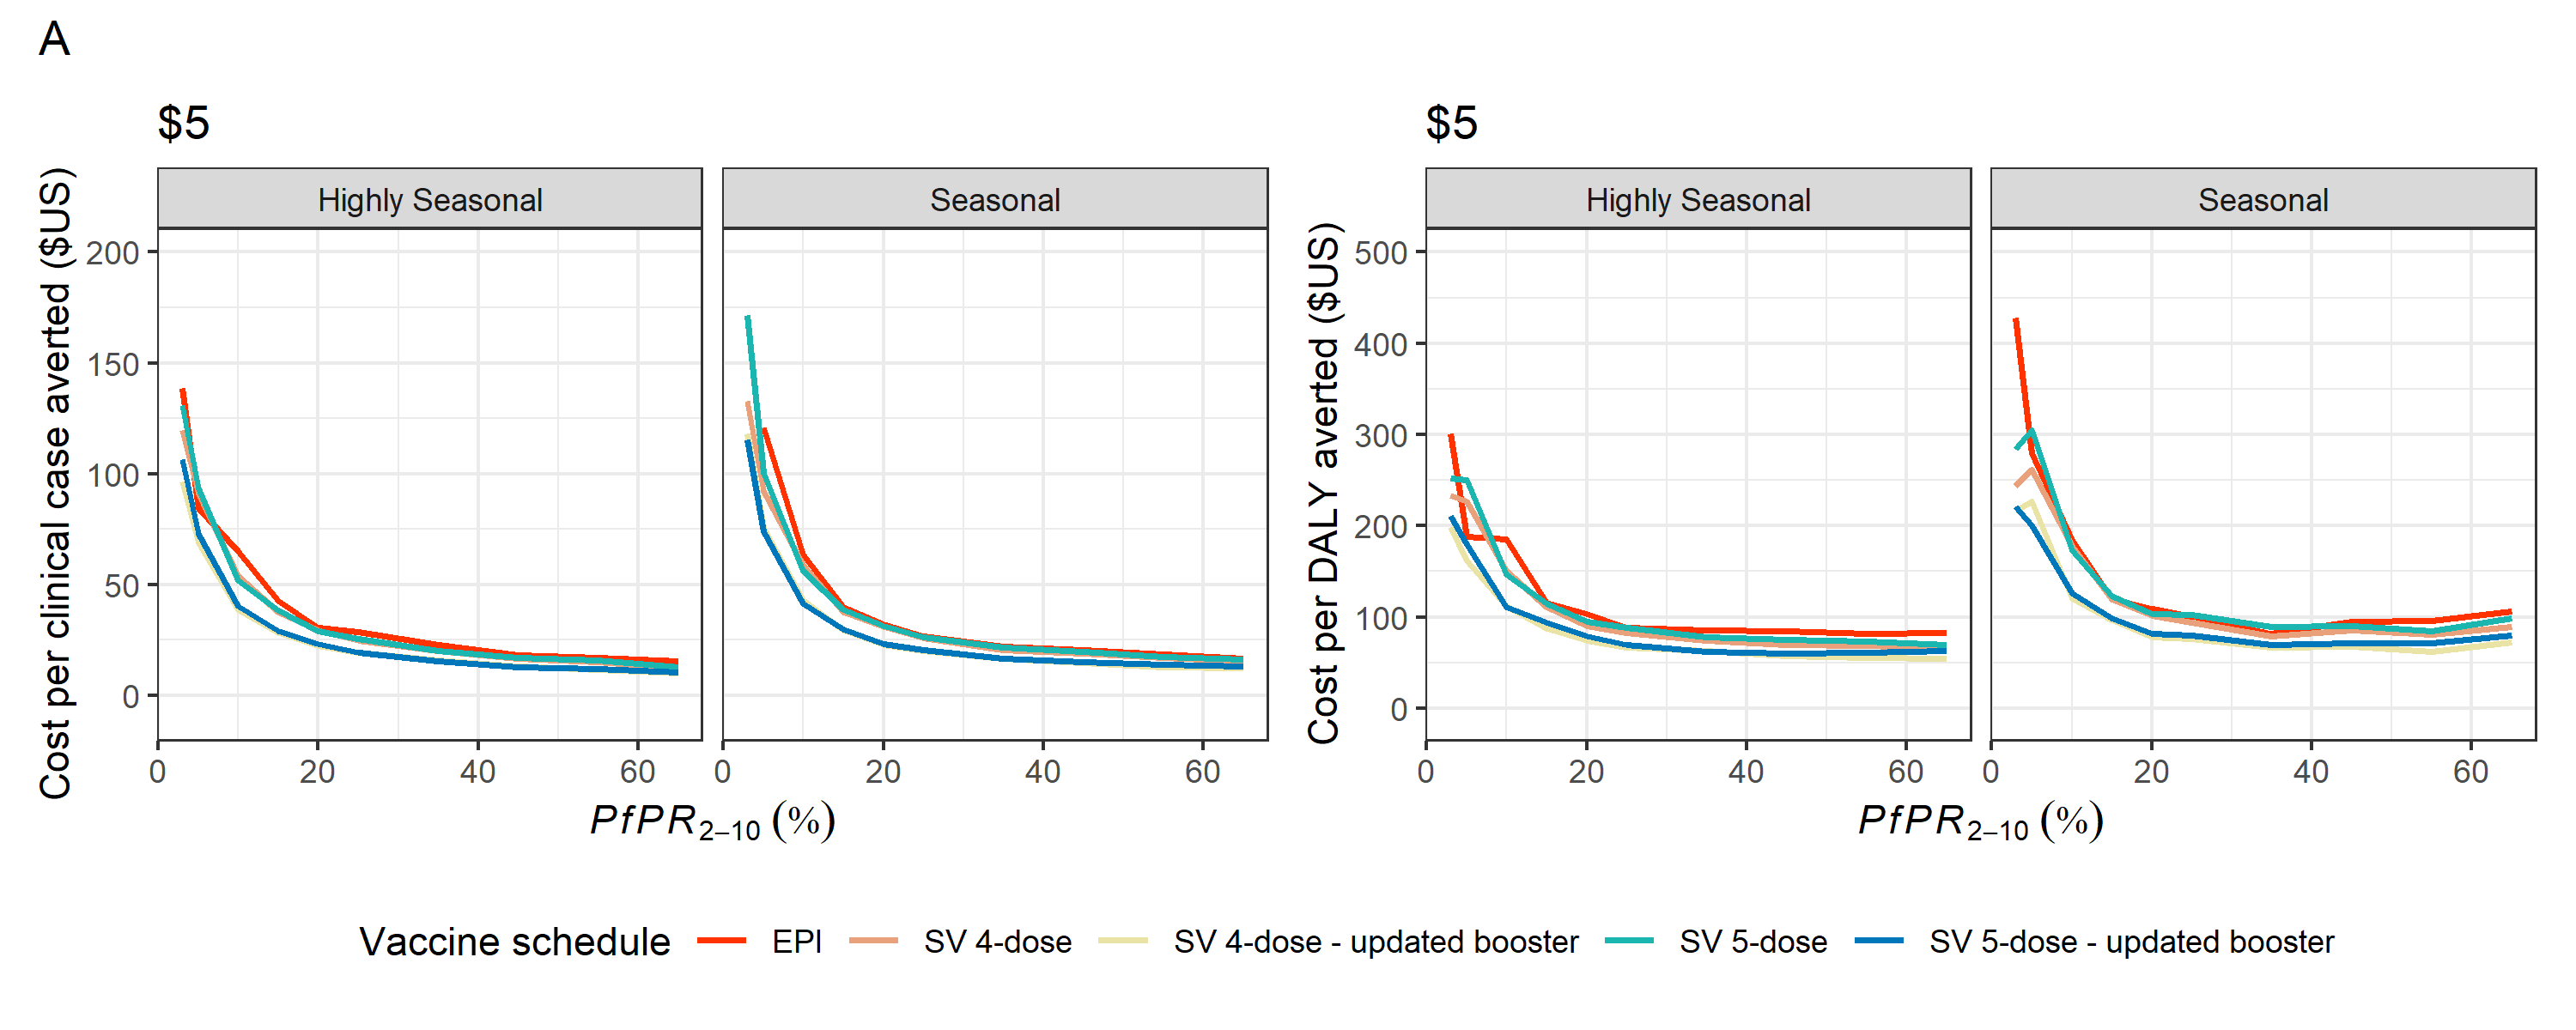 A
$5
$5
Highly Seasonal
Seasonal
Highly Seasonal
Seasonal
Cost per clinical case averted ($US)
200
150
100
50
0
Cost per DALY averted ($US)
500
400
300
200
100
0
0 20 40 60
0 20 40 60
0 20 40 60
0 20 40 60
PfPR2–10 (%)
PfPR2–10 (%)
Vaccine schedule EPI SV 4-dose SV 4-dose - updated booster SV 5-dose SV 5-dose - updated booster